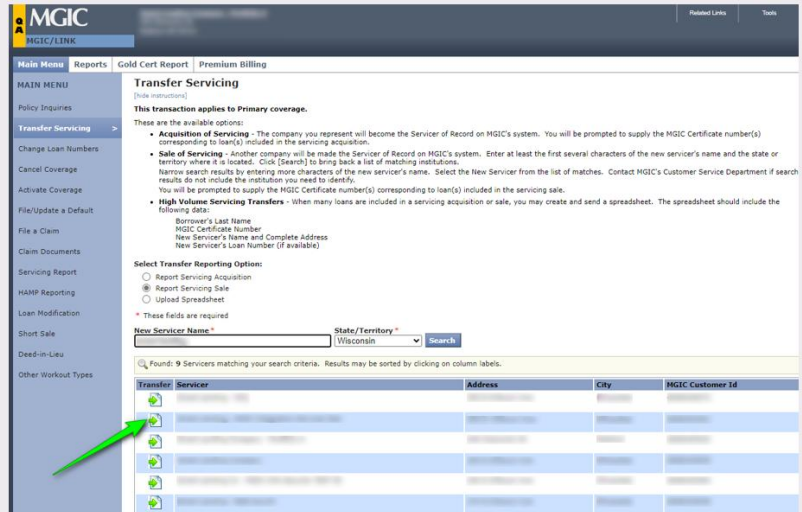 QA MGIC
Related Links Tools
MGIC/LINK
Main Menu Reports Gold Cert Report Premium Billing
MAIN MENU
Policy Inquiries
Transfer Servicing >
Change Loan Numbers
Cancel Coverage
Activate Coverage
File/Update a Default
File a Claim
Claim Documents
Servicing Report
HAMP Reporting
Loan Modification
Short Sale
Deed-in-Lieu
Other Workout Types
Transfer Servicing
[hide instructions]
This transaction applies to Primary coverage.
These are the available options:
• Acquisition of Servicing - The company you represent will become the Servicer of Record on MGIC's system. You will be prompted to supply the MGIC Certificate number(s)
corresponding to loan(s) included in the servicing acquisition.
• Sale of Servicing - Another company will be made the Servicer of Record on MGIC's system. Enter at least the first several characters of the new servicer's name and the state or
territory where it is located. Click [Search] to bring back a list of matching institutions.
Narrow search results by entering more characters of the new servicer's name. Select the New Servicer from the list of matches. Contact MGIC's Customer Service Department if search
results do not include the institution you need to identify.
You will be prompted to supply the MGIC Certificate number(s) corresponding to loan(s) included in the servicing sale.
• High Volume Servicing Transfers - When many loans are included in a servicing acquisition or sale, you may create and send a spreadsheet. The spreadsheet should include the
following data:
Borrower's Last Name
MGIC Certificate Number
New Servicer's Name and Complete Address
New Servicer's Loan Number (if available)
Select Transfer Reporting Option:
Report Servicing Acquisition
Report Servicing Sale
Upload Spreadsheet
* These fields are required
New Servicer Name * State/Territory *
Wisconsin Search
Found: 9 Servicers matching your search criteria. Results may be sorted by clicking on column labels.
Transfer Servicer Address City MGIC Customer Id